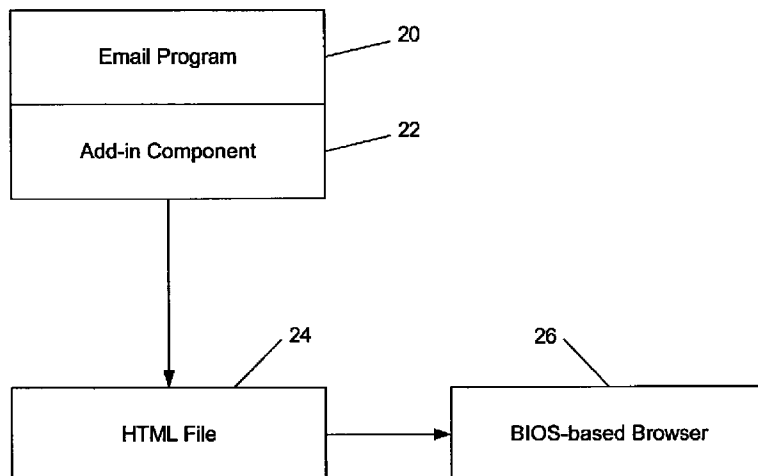 Email Program
20
Add-in Component
22
24
26
HTML File
BIOS-based Browser